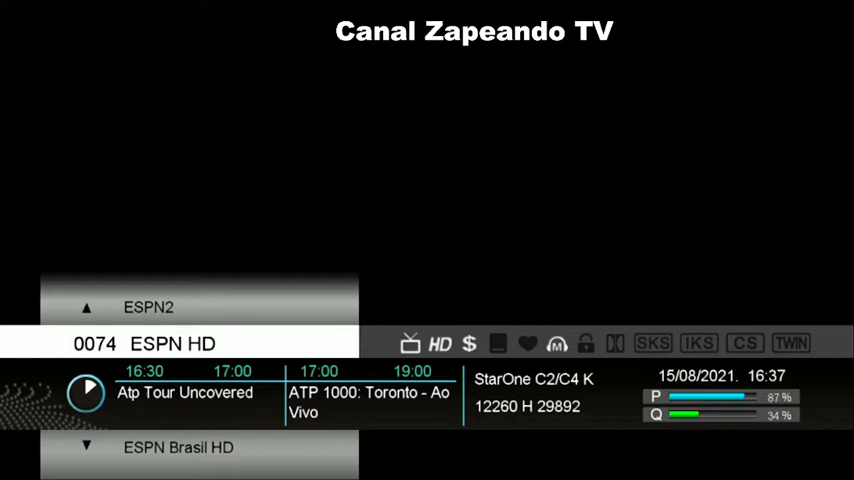 Canal Zapeando TV
ESPN2
0074 ESPN HD
HD $ SKS IKS CS TWIN
16:30 17:00 17:00 19:00
Atp Tour Uncovered
ATP 1000: Toronto - Ao
Vivo
StarOne C2/C4 K
12260 H 29892
15/08/2021. 16:37
P 87 %
Q 34 %
ESPN Brasil HD